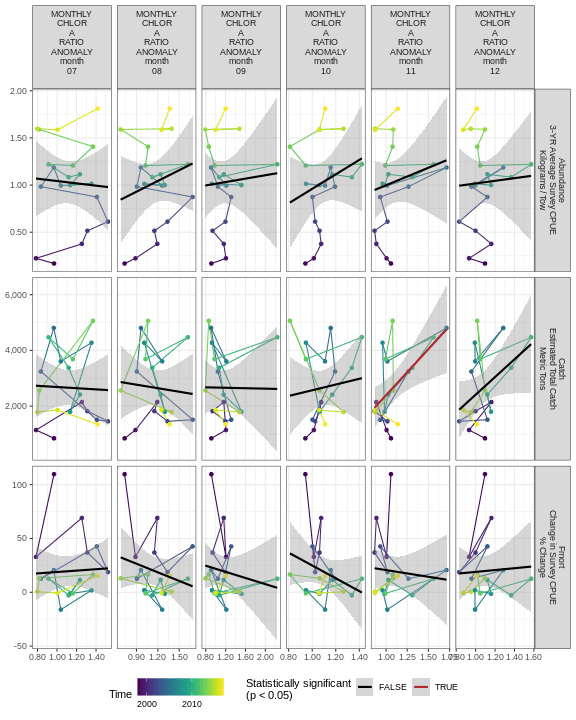 MONTHLY MONTHLY MONTHLY MONTHLY MONTHLY MONTHLY
CHLOR CHLOR CHLOR CHLOR CHLOR CHLOR
A A A A A A
RATIO RATIO RATIO RATIO RATIO RATIO
ANOMALY ANOMALY ANOMALY ANOMALY ANOMALY ANOMALY
month month month month month month
07 08 09 10 11 12
2.00
1.50
1.00
0.50
Abundance
3-YR Average Survey CPUE
Kilograms/Tow
6,000
4,000
2,000
Catch
Estimated Total Catch
Metric Tons
100
50
0
-50
Fmort
Change in Survey CPUE
% Change
0.80 1.00 1.20 1.40 0.90 1.20 1.50 0.80 1.20 1.60 2.00 0.80 1.00 1.20 1.40 1.00 1.25 1.50 1.75 0.80 1.00 1.20 1.40 1.60
Time
2000 2010
Statistically significant
(p < 0.05)
FALSE TRUE